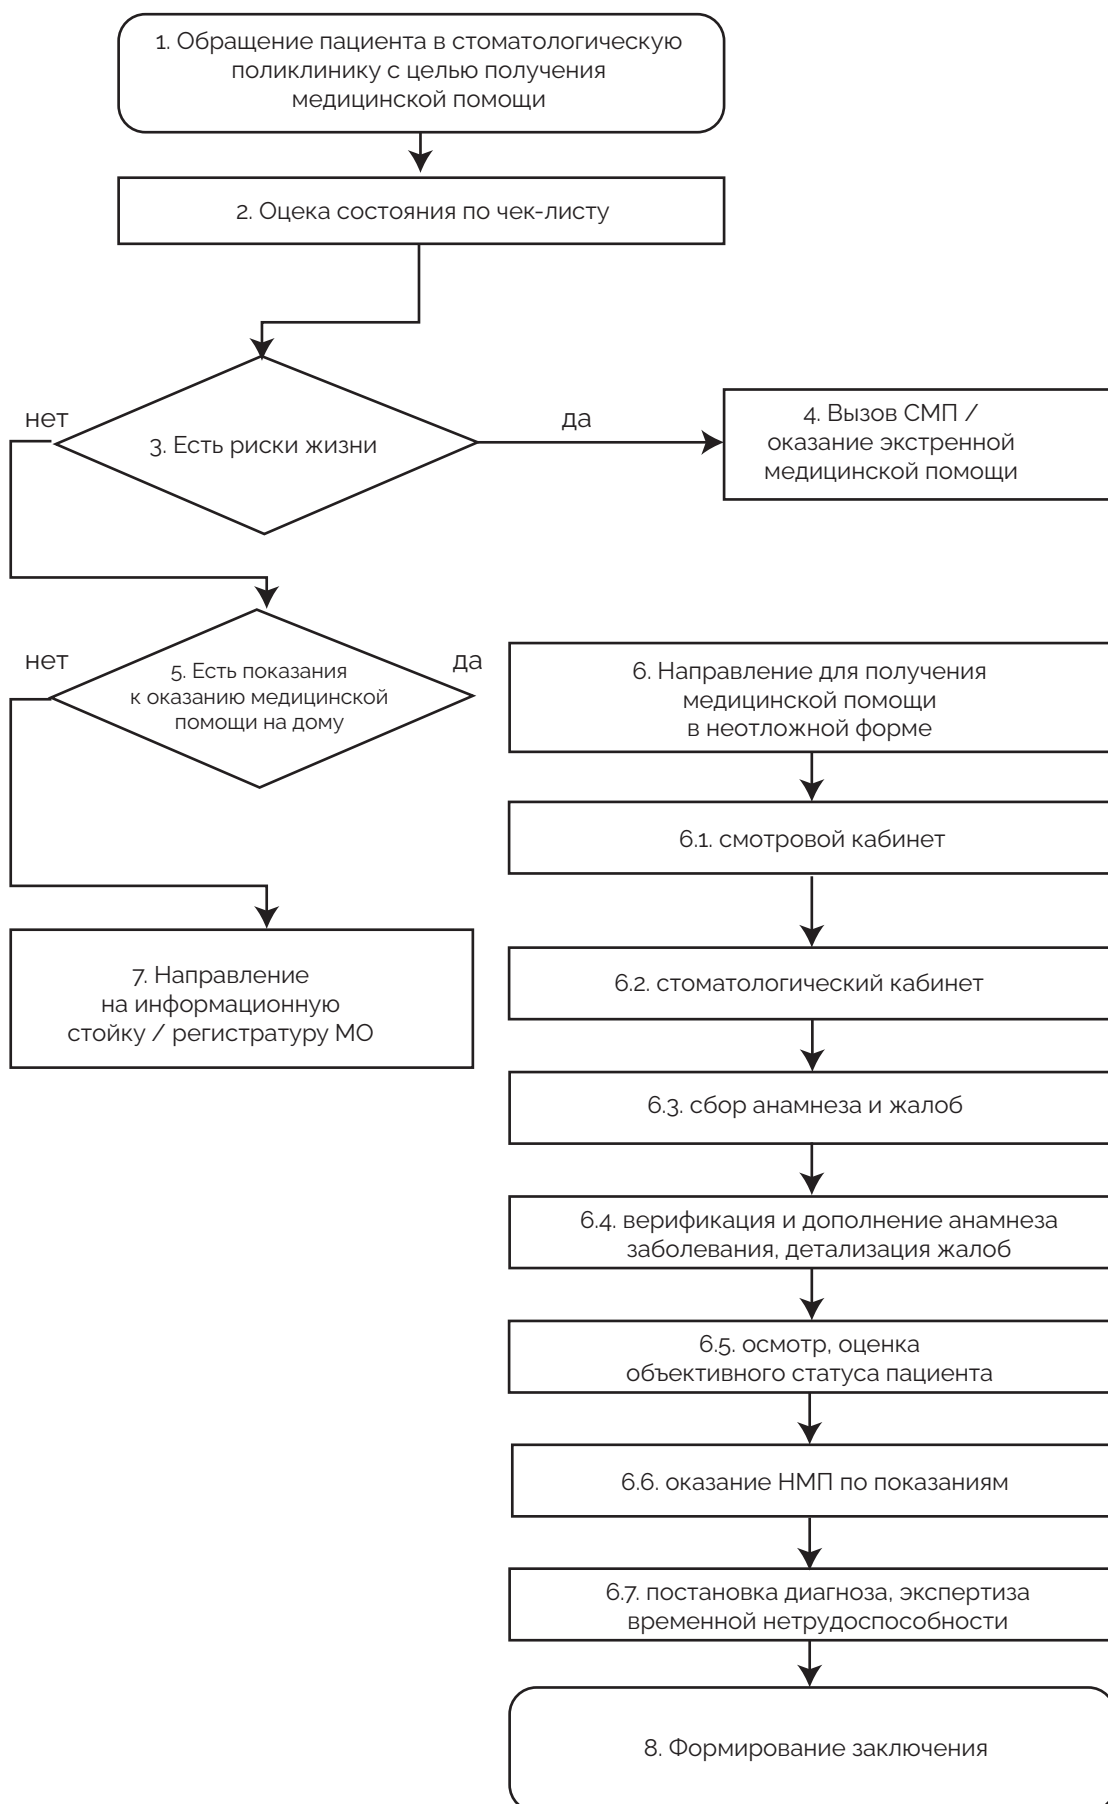 1. Обращение пациента в стоматологическую
поликлинику с целью получения
медицинской помощи
2. Оцека состояния по чек-листу
нет
3. Есть риски жизни
да
4. Вызов СМП /
оказание экстренной
медицинской помощи
нет
5. Есть показания
к оказанию медицинской
помощи на дому
да
6. Направление для получения
медицинской помощи
в неотложной форме
6.1. смотровой кабинет
6.2. стоматологический кабинет
7. Направление
на информационную
стойку / регистратуру МО
6.3. сбор анамнеза и жалоб
6.4. верификация и дополнение анамнеза
заболевания, детализация жалоб
6.5. осмотр, оценка
объективного статуса пациента
6.6. оказание НМП по показаниям
6.7. постановка диагноза, экспертиза
временной нетрудоспособности
8. Формирование заключения